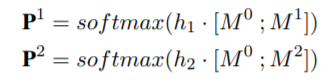 P¹ = softmax(h₁ · [M⁰ ; M¹])
P² = softmax(h₂ · [M⁰ ; M²])